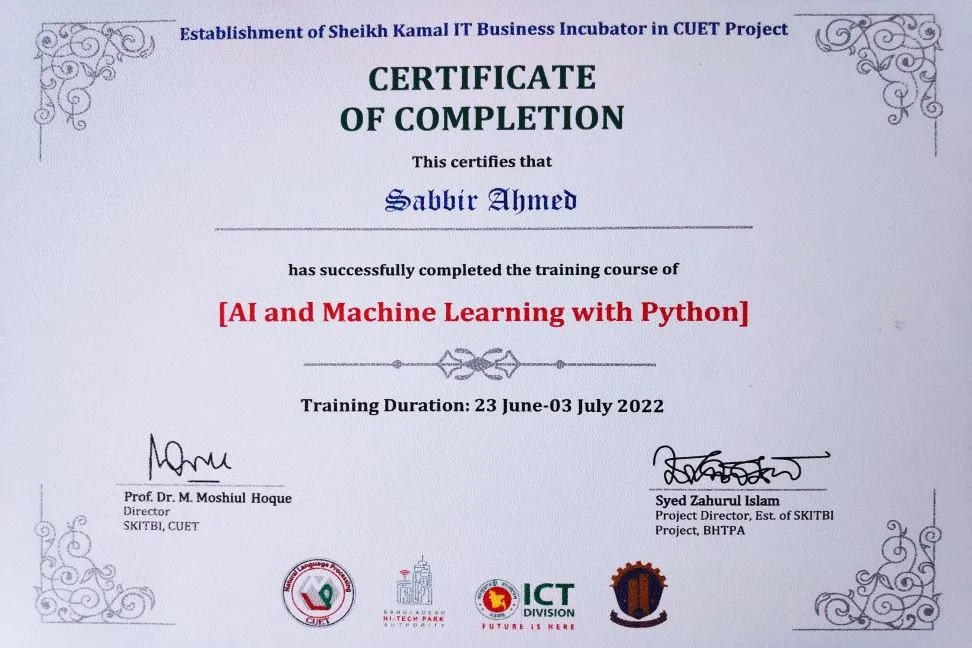 Establishment of Sheikh Kamal IT Business Incubator in CUET Project
CERTIFICATE
OF COMPLETION
This certifies that
Sabbir Ahmed
has successfully completed the training course of
[AI and Machine Learning with Python]
Training Duration: 23 June-03 July 2022
Prof. Dr. M. Moshiul Hoque
Director
SKITBI, CUET
Syed Zahurul Islam
Project Director, Est. of SKITBI
Project, BHTPA
Natural Language Processing
CUET
BANGLADESH
HI-TECH PARK
AUTHORITY
ICT
DIVISION
FUTURE IS HERE